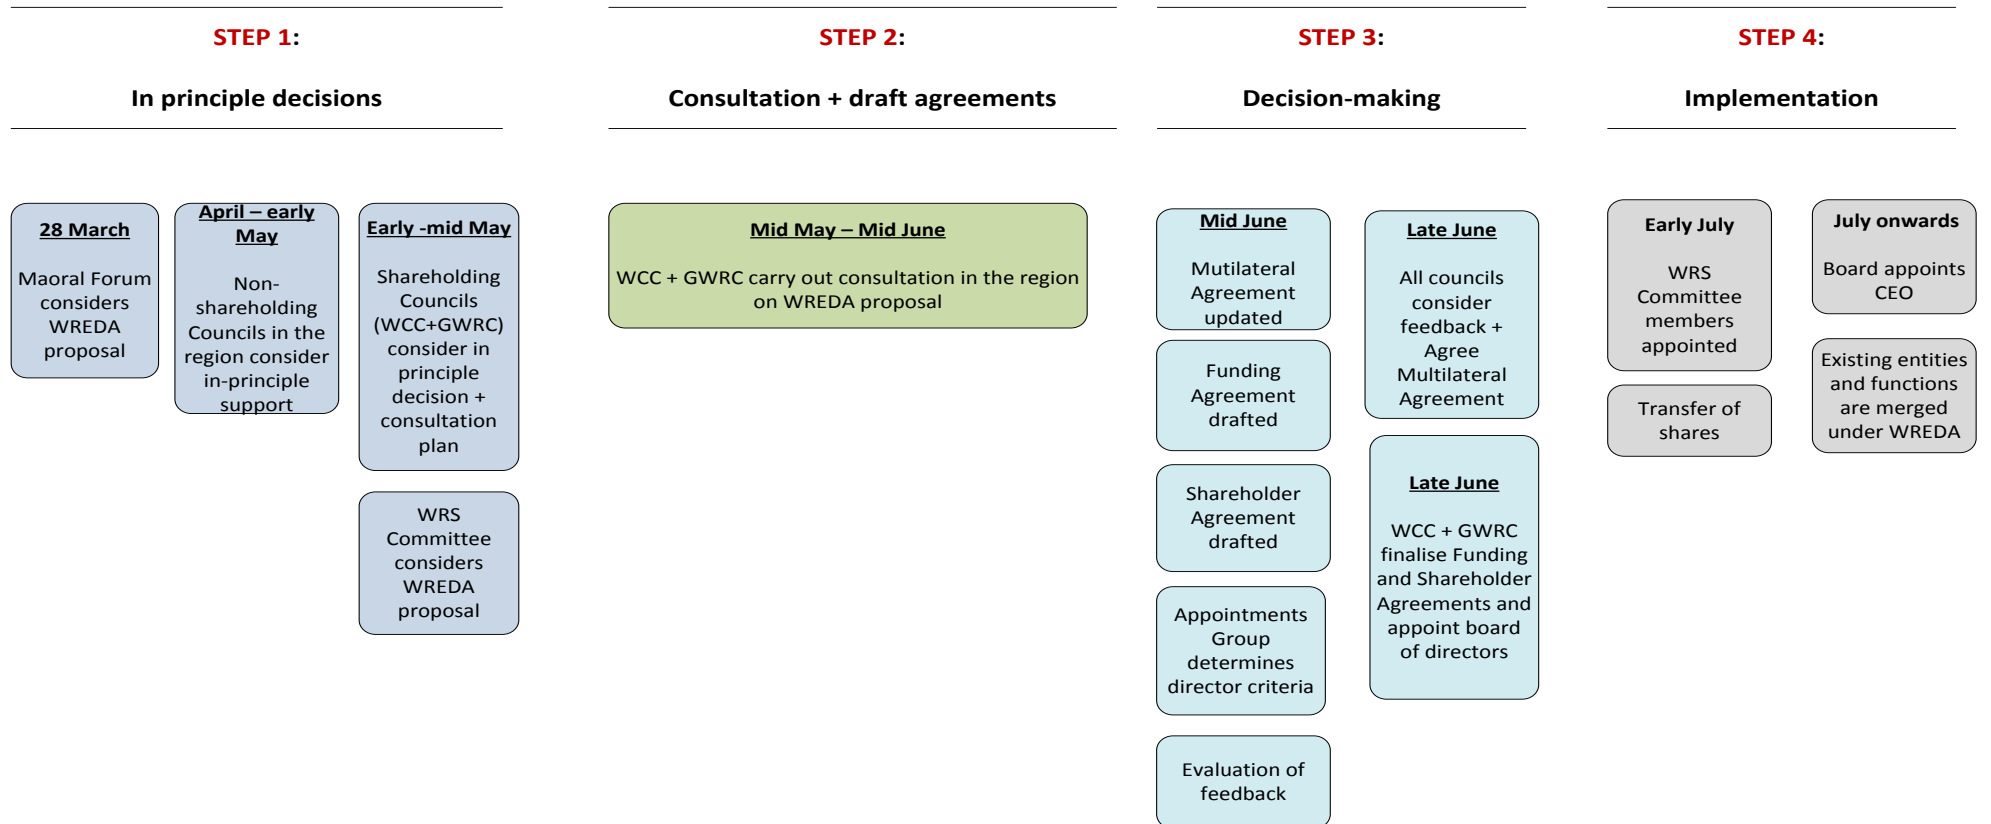 STEP 1:
In principle decisions
STEP 2:
Consultation + draft agreements
STEP 3:
Decision-making
STEP 4:
Implementation
28 March
Maoral Forum
considers
WREDA
proposal
April – early
May
Non-
shareholding
Councils in the
region consider
in-principle
support
Early -mid May
Shareholding
Councils
(WCC+GWRC)
consider in
principle
decision +
consultation
plan
WRS
Committee
considers
WREDA
proposal
Mid May – Mid June
WCC + GWRC carry out consultation in the region
on WREDA proposal
Mid June
Mutilateral
Agreement
updated
Funding
Agreement
drafted
Shareholder
Agreement
drafted
Appointments
Group
determines
director criteria
Evaluation of
feedback
Late June
All councils
consider
feedback +
Agree
Multilateral
Agreement
Late June
WCC + GWRC
finalise Funding
and Shareholder
Agreements and
appoint board
of directors
Early July
WRS
Committee
members
appointed
Transfer of
shares
July onwards
Board appoints
CEO
Existing entities
and functions
are merged
under WREDA